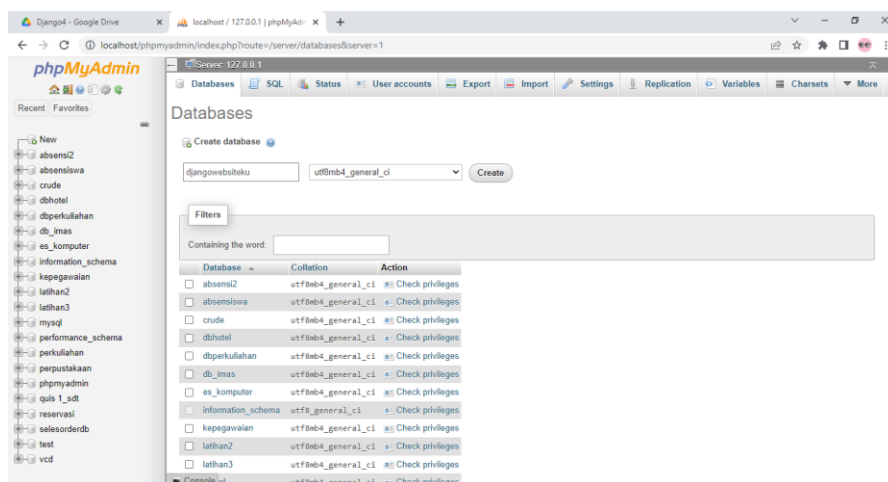 Django4 - Google Drive
localhost / 127.0.0.1 | phpMyAdm
localhost/phpmyadmin/index.php?route=/server/databases&server=1
phpMyAdmin
Recent Favorites
New
absensi2
absensiswa
crude
dbhotel
dbperkuliahan
db_imas
es_komputer
information_schema
kepegawaian
latihan2
latihan3
mysql
performance_schema
perkuliahan
perpustakaan
phpmyadmin
quis 1_sdt
reservasi
selesorderdb
test
vcd
Server: 127.0.0.1
Databases SQL Status User accounts Export Import Settings Replication Variables Charsets More
Databases
Create database
djangowebsiteku utf8mb4_general_ci Create
Filters
Containing the word:
Database Collation Action
absensi2 utf8mb4_general_ci Check privileges
absensiswa utf8mb4_general_ci Check privileges
crude utf8mb4_general_ci Check privileges
dbhotel utf8mb4_general_ci Check privileges
dbperkuliahan utf8mb4_general_ci Check privileges
db_imas utf8mb4_general_ci Check privileges
es_komputer utf8mb4_general_ci Check privileges
information_schema utf8_general_ci Check privileges
kepegawaian utf8mb4_general_ci Check privileges
latihan2 utf8mb4_general_ci Check privileges
latihan3 utf8mb4_general_ci Check privileges
Console utf8mb4_general_ci Check privileges